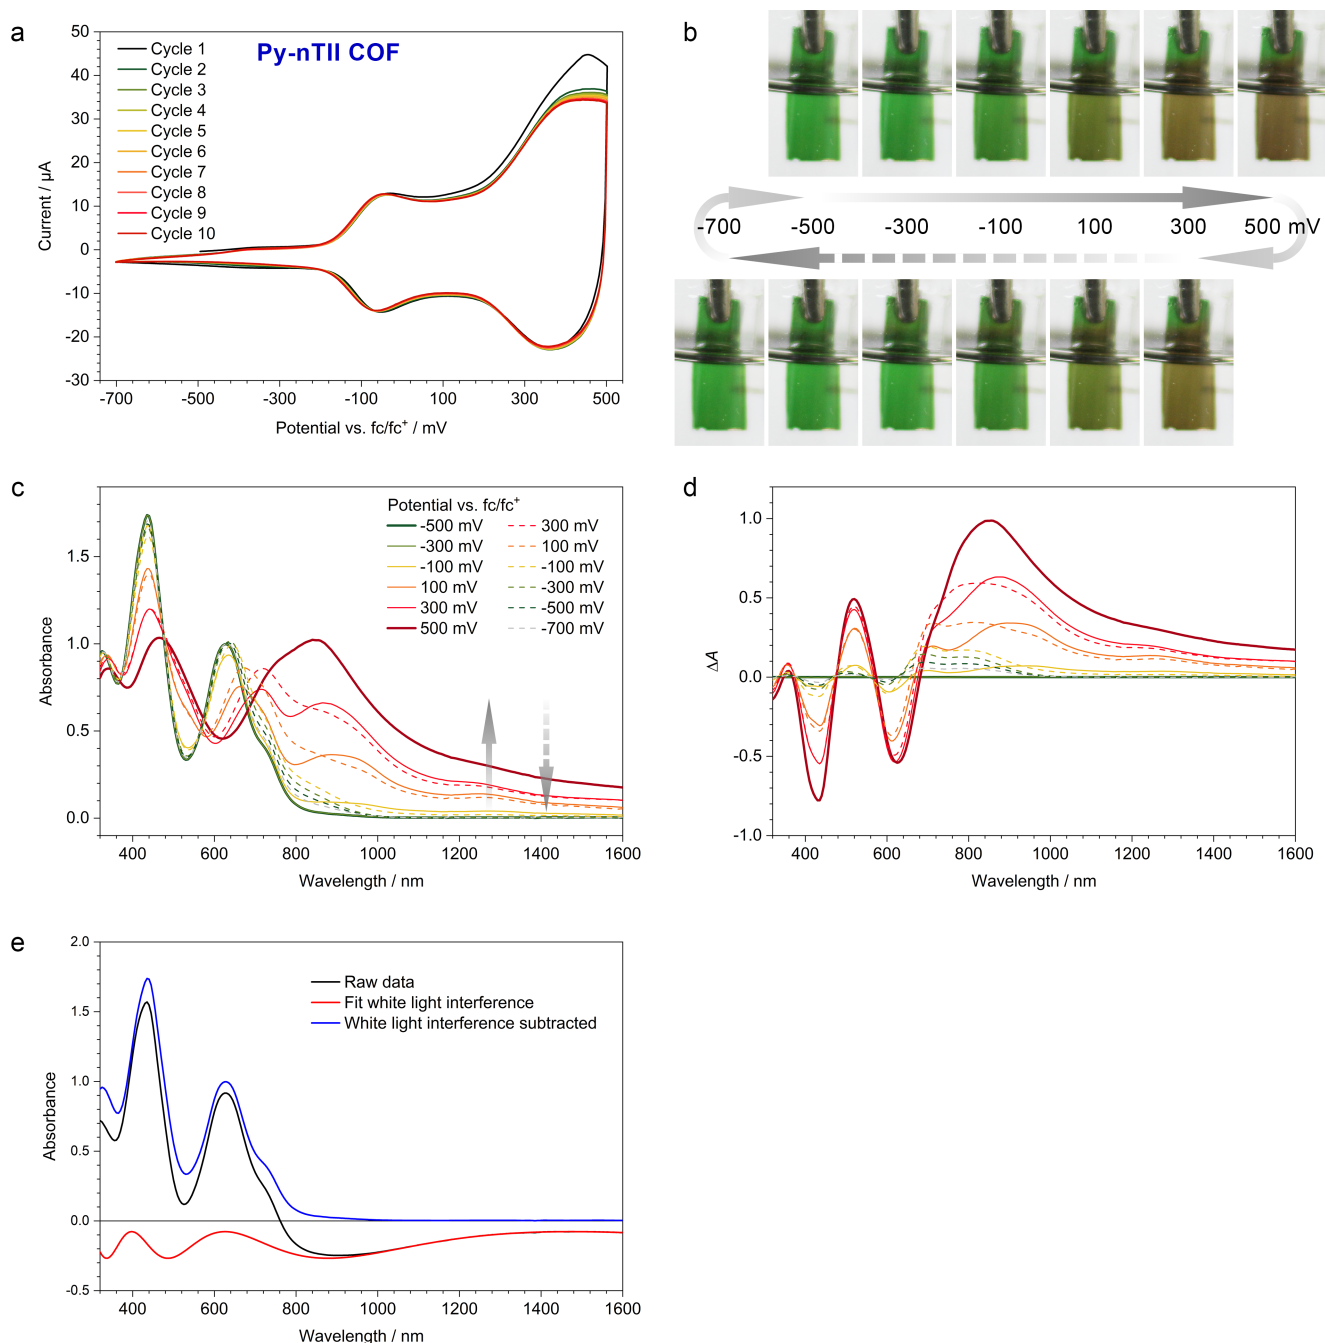 a
Py-nTII COF
Cycle 1
Cycle 2
Cycle 3
Cycle 4
Cycle 5
Cycle 6
Cycle 7
Cycle 8
Cycle 9
Cycle 10
50
40
30
20
10
0
-10
-20
-30
Current / µA
-700
-500
-300
-100
100
300
500
Potential vs. fc/fc⁺ / mV
b
-700
-500
-300
-100
100
300
500 mV
c
Potential vs. fc/fc⁺
-500 mV
-300 mV
-100 mV
100 mV
300 mV
500 mV
300 mV
100 mV
-100 mV
-300 mV
-500 mV
-700 mV
1.5
1.0
0.5
0.0
Absorbance
400
600
800
1000
1200
1400
1600
Wavelength / nm
d
1.0
0.5
0.0
-0.5
-1.0
ΔA
400
600
800
1000
1200
1400
1600
Wavelength / nm
e
Raw data
Fit white light interference
White light interference subtracted
2.0
1.5
1.0
0.5
0.0
-0.5
Absorbance
400
600
800
1000
1200
1400
1600
Wavelength / nm